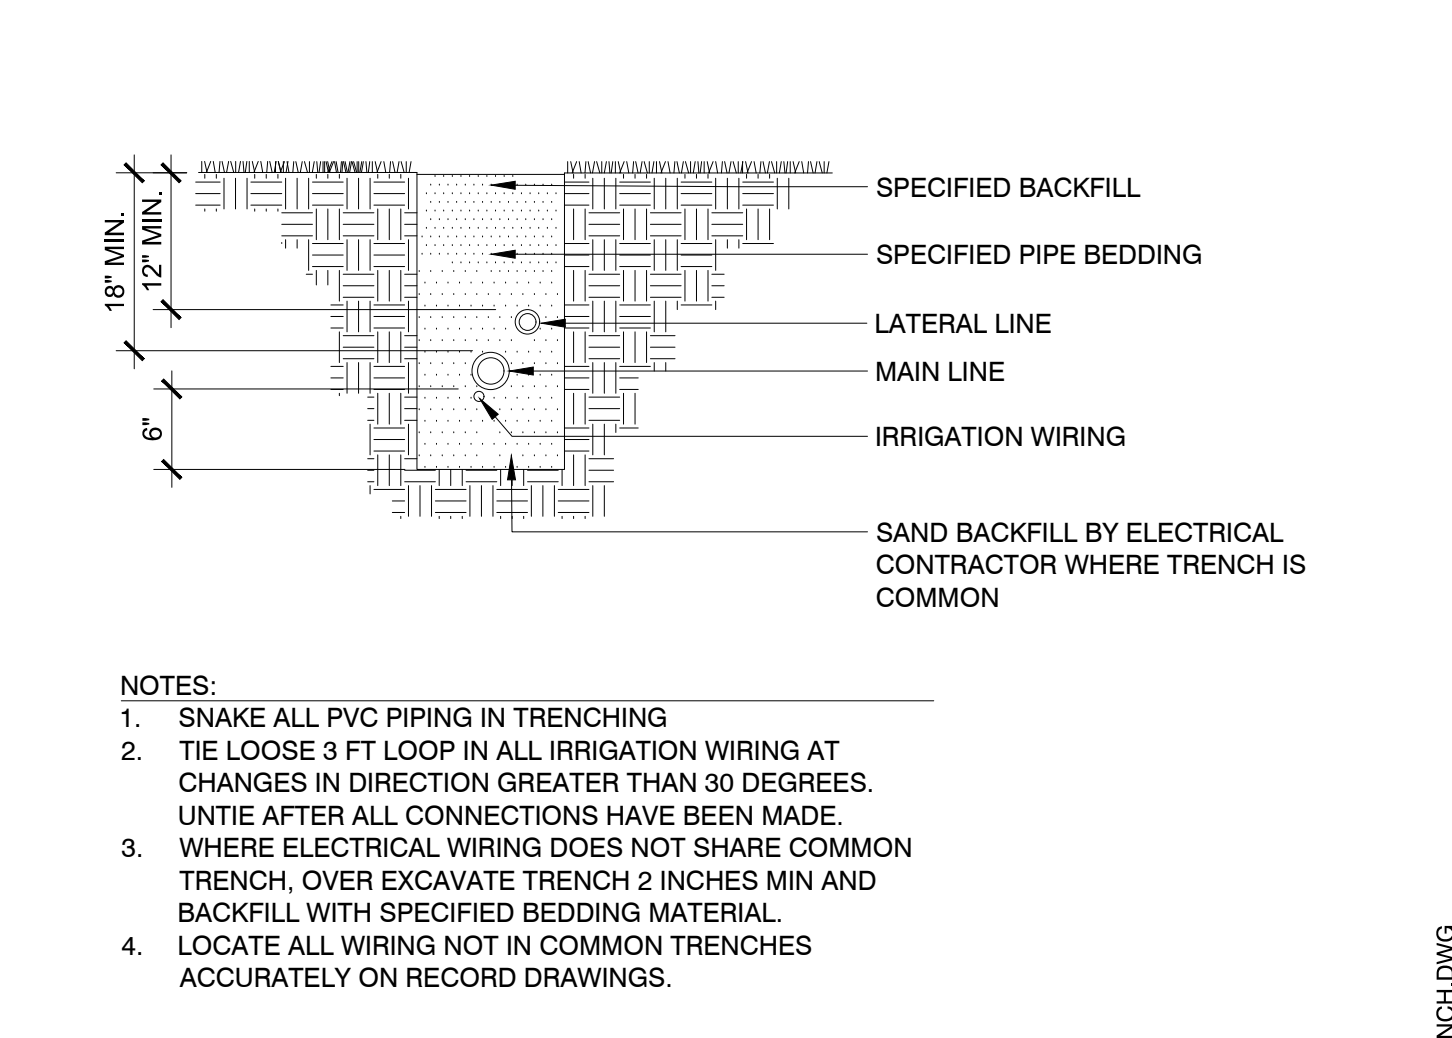 18" MIN.
12" MIN.
6"
SPECIFIED BACKFILL
SPECIFIED PIPE BEDDING
LATERAL LINE
MAIN LINE
IRRIGATION WIRING
SAND BACKFILL BY ELECTRICAL
CONTRACTOR WHERE TRENCH IS
COMMON
NOTES:
1. SNAKE ALL PVC PIPING IN TRENCHING
2. TIE LOOSE 3 FT LOOP IN ALL IRRIGATION WIRING AT
CHANGES IN DIRECTION GREATER THAN 30 DEGREES.
UNTIE AFTER ALL CONNECTIONS HAVE BEEN MADE.
3. WHERE ELECTRICAL WIRING DOES NOT SHARE COMMON
TRENCH, OVER EXCAVATE TRENCH 2 INCHES MIN AND
BACKFILL WITH SPECIFIED BEDDING MATERIAL.
4. LOCATE ALL WIRING NOT IN COMMON TRENCHES
ACCURATELY ON RECORD DRAWINGS.
NCH.DWG